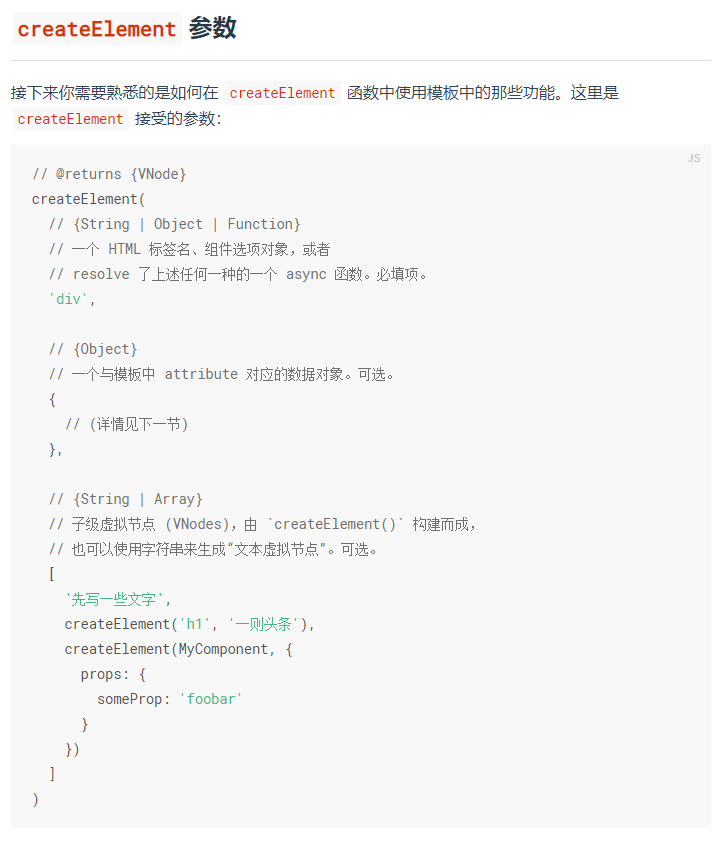 createElement 参数
接下来你需要熟悉的是如何在 createElement 函数中使用模板中的那些功能。这里是
createElement 接受的参数：
JS
// @returns {VNode}
createElement(
  // {String | Object | Function}
  // 一个 HTML 标签名、组件选项对象，或者
  // resolve 了上述任何一种的一个 async 函数。必填项。
  'div',

  // {Object}
  // 一个与模板中 attribute 对应的数据对象。可选。
  {
    // (详情见下一节)
  },

  // {String | Array}
  // 子级虚拟节点 (VNodes)，由 `createElement()` 构建而成，
  // 也可以使用字符串来生成“文本虚拟节点”。可选。
  [
    '先写一些文字',
    createElement('h1', '一则头条'),
    createElement(MyComponent, {
      props: {
        someProp: 'foobar'
      }
    })
  ]
)